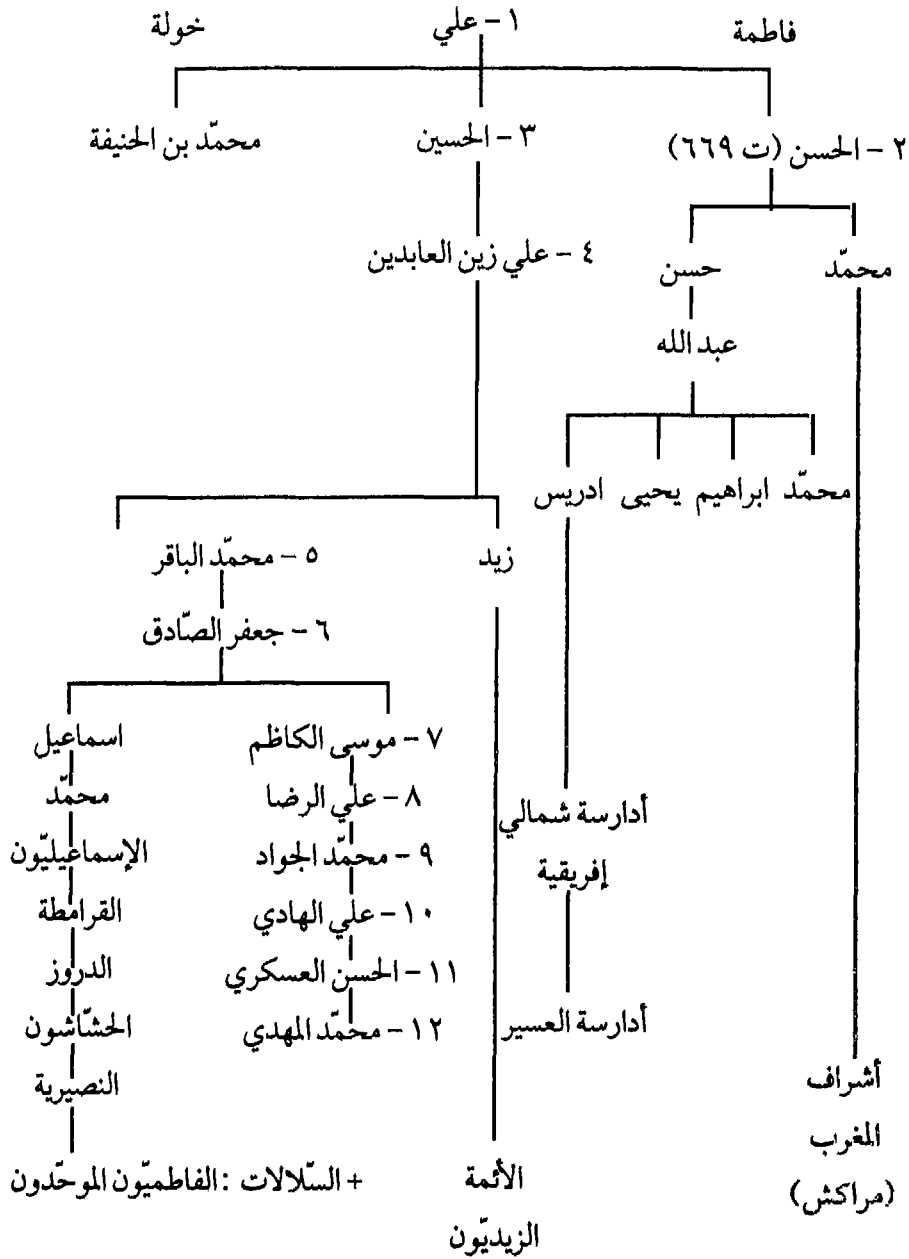 فاطمة ١ - علي خولة
٢ - الحسن (ت ٦٦٩) ٣ - الحسين محمّد بن الحنيفة
محمّد حسن ٤ - علي زين العابدين
عبد الله
محمّد ابراهيم يحيى ادريس
زيد ٥ - محمّد الباقر
٦ - جعفر الصّادق
٧ - موسى الكاظم اسماعيل
٨ - علي الرضا محمّد
أدارسة شمالي
٩ - محمّد الجواد الإسماعيليّون
إفريقية
١٠ - علي الهادي القرامطة
١١ - الحسن العسكري الدروز
أدارسة العسير ١٢ - محمّد المهدي الحشّاشون
أشراف النصيرية
المغرب
(مراكش)
الأئمة + السّلالات : الفاطميّون الموحّدون
الزيديّون